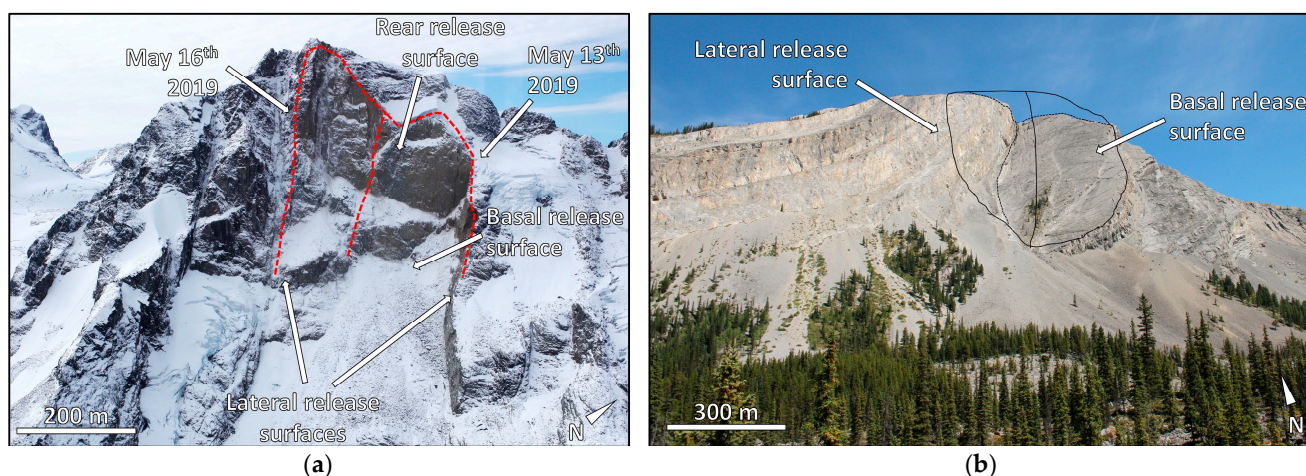 May 16th
2019
Rear release
surface
May 13th
2019
Basal release
surface
Lateral release
surfaces
200 m
N
(a)
Lateral release
surface
Basal release
surface
300 m
N
(b)